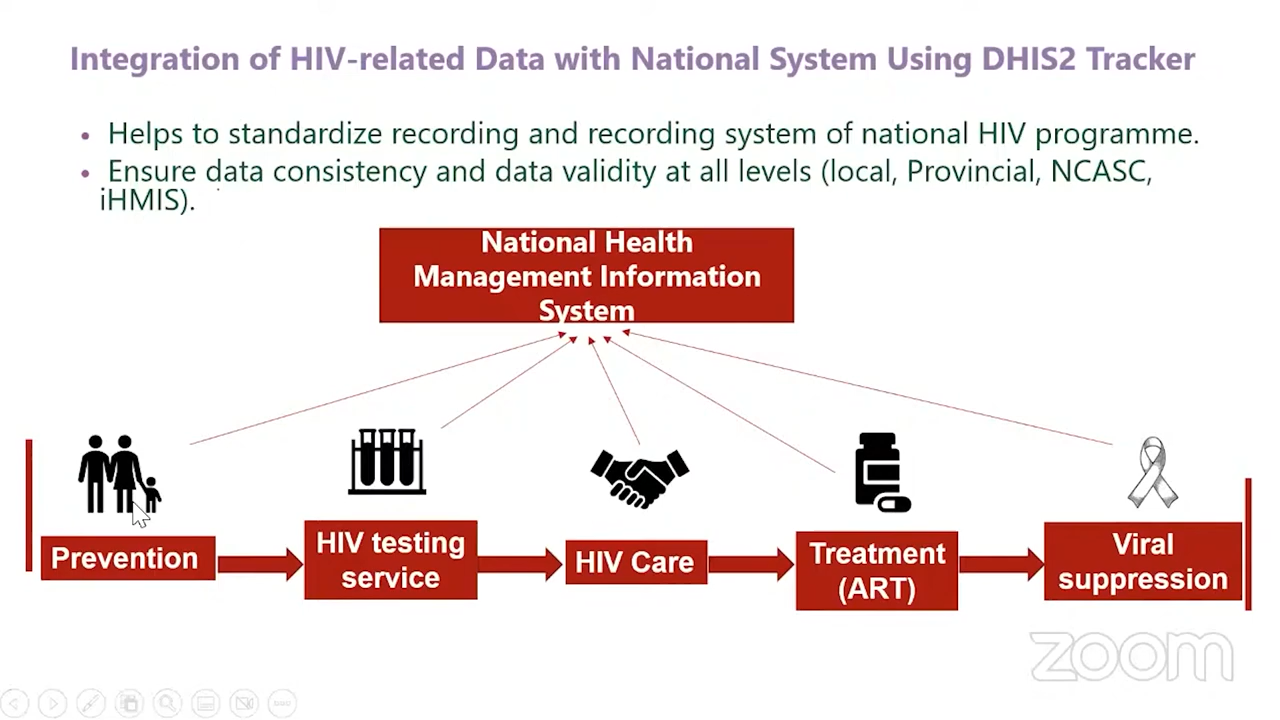 Integration of HIV-related Data with National System Using DHIS2 Tracker
• Helps to standardize recording and recording system of national HIV programme.
• Ensure data consistency and data validity at all levels (local, Provincial, NCASC,
iHMIS).
National Health
Management Information
System
Prevention
HIV testing
service
HIV Care
Treatment
(ART)
Viral
suppression
zoom